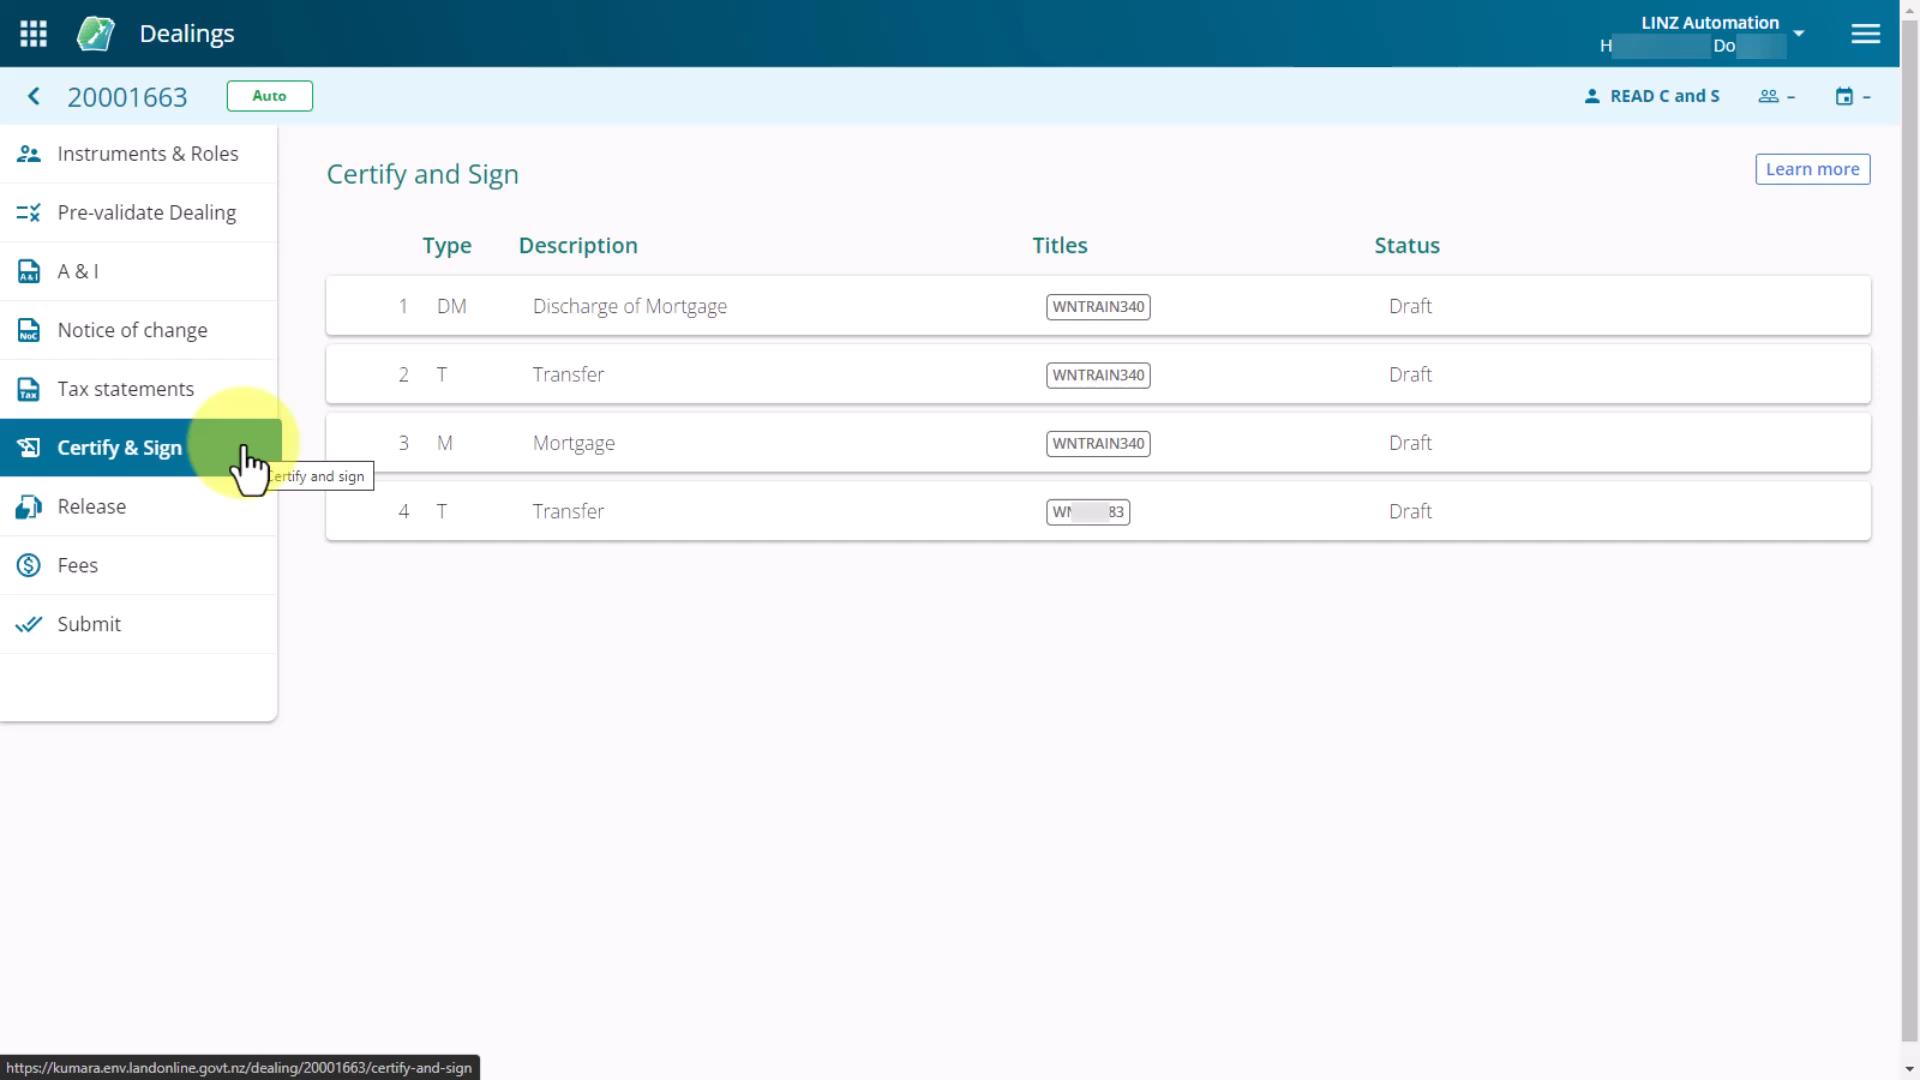 Dealings
LINZ Automation
H Do
20001663
Auto
READ C and S
–
–
Instruments & Roles
Pre-validate Dealing
A & I
Notice of change
Tax statements
Certify & Sign
Release
Fees
Submit
Certify and Sign
Learn more
Type Description Titles Status
1 DM Discharge of Mortgage WNTRAIN340 Draft
2 T Transfer WNTRAIN340 Draft
3 M Mortgage WNTRAIN340 Draft
4 T Transfer 83 Draft
Certify and sign
https://kumara.env.landonline.govt.nz/dealing/20001663/certify-and-sign